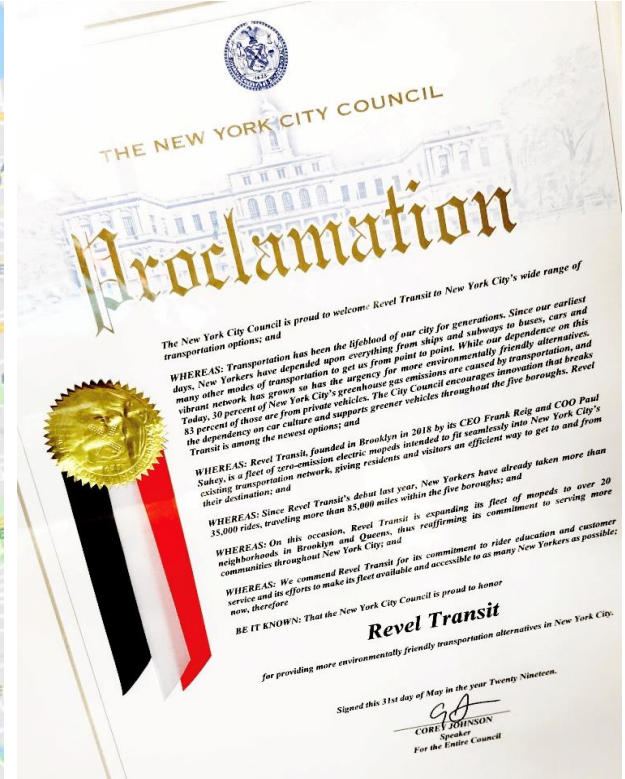 THE NEW YORK CITY COUNCIL
Proclamation
The New York City Council is proud to welcome Revel Transit to New York City's wide range of
transportation options; and
WHEREAS: Transportation has been the lifeblood of our city for generations. Since our earliest
days, New Yorkers have depended upon everything from ships and subways to buses, cars and
many other modes of transportation to get us from point to point. While our dependence on this
vibrant network has grown so has the urgency for more environmentally friendly alternatives.
Today, 30 percent of New York City's greenhouse gas emissions are caused by transportation, and
83 percent of those are from private vehicles. The City Council encourages innovation that breaks
the dependency on car culture and supports greener vehicles throughout the five boroughs. Revel
Transit is among the newest options; and
WHEREAS: Revel Transit, founded in Brooklyn in 2018 by its CEO Frank Reig and COO Paul
Suhey, is a fleet of zero-emission electric mopeds intended to fit seamlessly into New York City's
existing transportation network, giving residents and visitors an efficient way to get to and from
their destination; and
WHEREAS: Since Revel Transit's debut last year, New Yorkers have already taken more than
35,000 rides, traveling more than 85,000 miles within the five boroughs; and
WHEREAS: On this occasion, Revel Transit is expanding its fleet of mopeds to over 20
neighborhoods in Brooklyn and Queens, thus reaffirming its commitment to serving more
communities throughout New York City; and
WHEREAS: We commend Revel Transit for its commitment to rider education and customer
service and its efforts to make its fleet available and accessible to as many New Yorkers as possible;
now, therefore
BE IT KNOWN: That the New York City Council is proud to honor
Revel Transit
for providing more environmentally friendly transportation alternatives in New York City.
Signed this 31st day of May in the year Twenty Nineteen.
COREY JOHNSON
Speaker
For the Entire Council